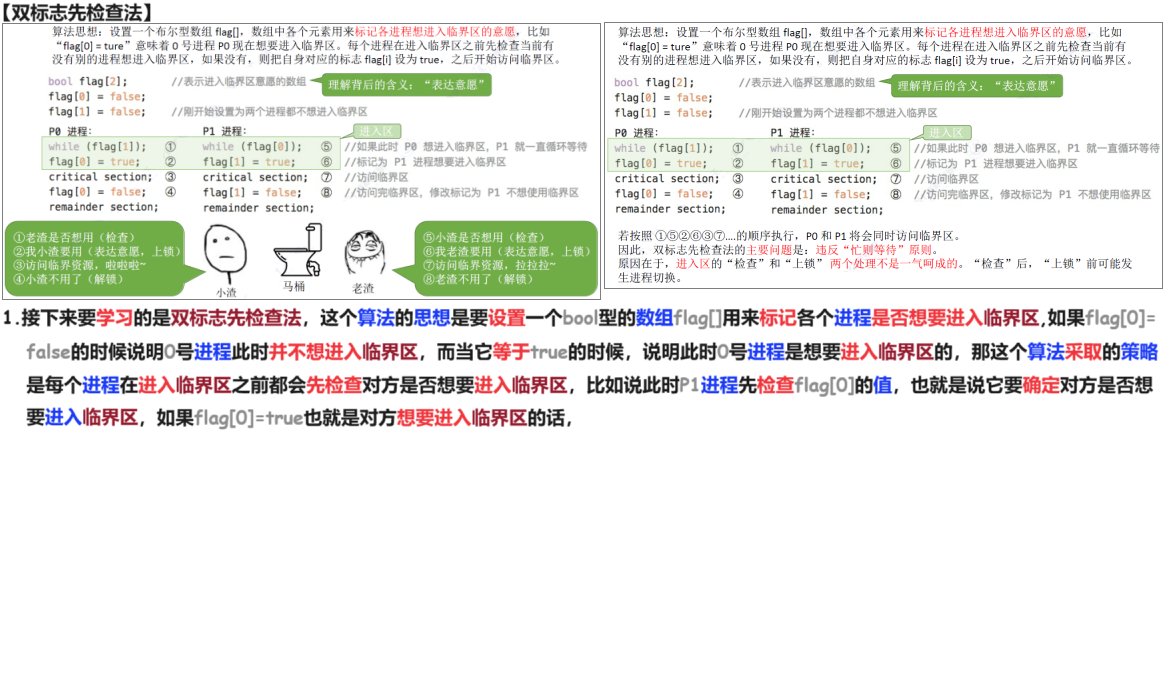 【双标志先检查法】
算法思想：设置一个布尔型数组 flag[]，数组中各个元素用来标记各进程想进入临界区的意愿，比如
“flag[0] = ture”意味着 0 号进程 P0 现在想要进入临界区。每个进程在进入临界区之前先检查当前有
没有别的进程想进入临界区，如果没有，则把自身对应的标志 flag[i] 设为 true，之后开始访问临界区。
bool flag[2]; //表示进入临界区意愿的数组
理解背后的含义：“表达意愿”
flag[0] = false;
flag[1] = false; //刚开始设置为两个进程都不想进入临界区
P0 进程： P1 进程： 进入区
while (flag[1]); ① while (flag[0]); ⑤ //如果此时 P0 想进入临界区，P1 就一直循环等待
flag[0] = true; ② flag[1] = true; ⑥ //标记为 P1 进程想要进入临界区
critical section; ③ critical section; ⑦ //访问临界区
flag[0] = false; ④ flag[1] = false; ⑧ //访问完临界区，修改标记为 P1 不想使用临界区
remainder section; remainder section;
①老渣是否想用（检查）
②我小渣要用（表达意愿，上锁）
③访问临界资源，啦啦啦~
④小渣不用了（解锁）
小渣
马桶
老渣
⑤小渣是否想用（检查）
⑥我老渣要用（表达意愿，上锁）
⑦访问临界资源，拉拉拉~
⑧老渣不用了（解锁）
算法思想：设置一个布尔型数组 flag[]，数组中各个元素用来标记各进程想进入临界区的意愿，比如
“flag[0] = ture”意味着 0 号进程 P0 现在想要进入临界区。每个进程在进入临界区之前先检查当前有
没有别的进程想进入临界区，如果没有，则把自身对应的标志 flag[i] 设为 true，之后开始访问临界区。
bool flag[2]; //表示进入临界区意愿的数组
理解背后的含义：“表达意愿”
flag[0] = false;
flag[1] = false; //刚开始设置为两个进程都不想进入临界区
P0 进程： P1 进程： 进入区
while (flag[1]); ① while (flag[0]); ⑤ //如果此时 P0 想进入临界区，P1 就一直循环等待
flag[0] = true; ② flag[1] = true; ⑥ //标记为 P1 进程想要进入临界区
critical section; ③ critical section; ⑦ //访问临界区
flag[0] = false; ④ flag[1] = false; ⑧ //访问完临界区，修改标记为 P1 不想使用临界区
remainder section; remainder section;
若按照 ①⑤②⑥③⑦....的顺序执行，P0 和 P1 将会同时访问临界区。
因此，双标志先检查法的主要问题是：违反“忙则等待”原则。
原因在于，进入区的“检查”和“上锁” 两个处理不是一气呵成的。“检查”后，“上锁”前可能发
生进程切换。
1.接下来要学习的是双标志先检查法，这个算法的思想是要设置一个bool型的数组flag[]用来标记各个进程是否想要进入临界区,如果flag[0]=
false的时候说明0号进程此时并不想进入临界区，而当它等于true的时候，说明此时0号进程是想要进入临界区的，那这个算法采取的策略
是每个进程在进入临界区之前都会先检查对方是否想要进入临界区，比如说此时P1进程先检查flag[0]的值，也就是说它要确定对方是否想
要进入临界区，如果flag[0]=true也就是对方想要进入临界区的话，